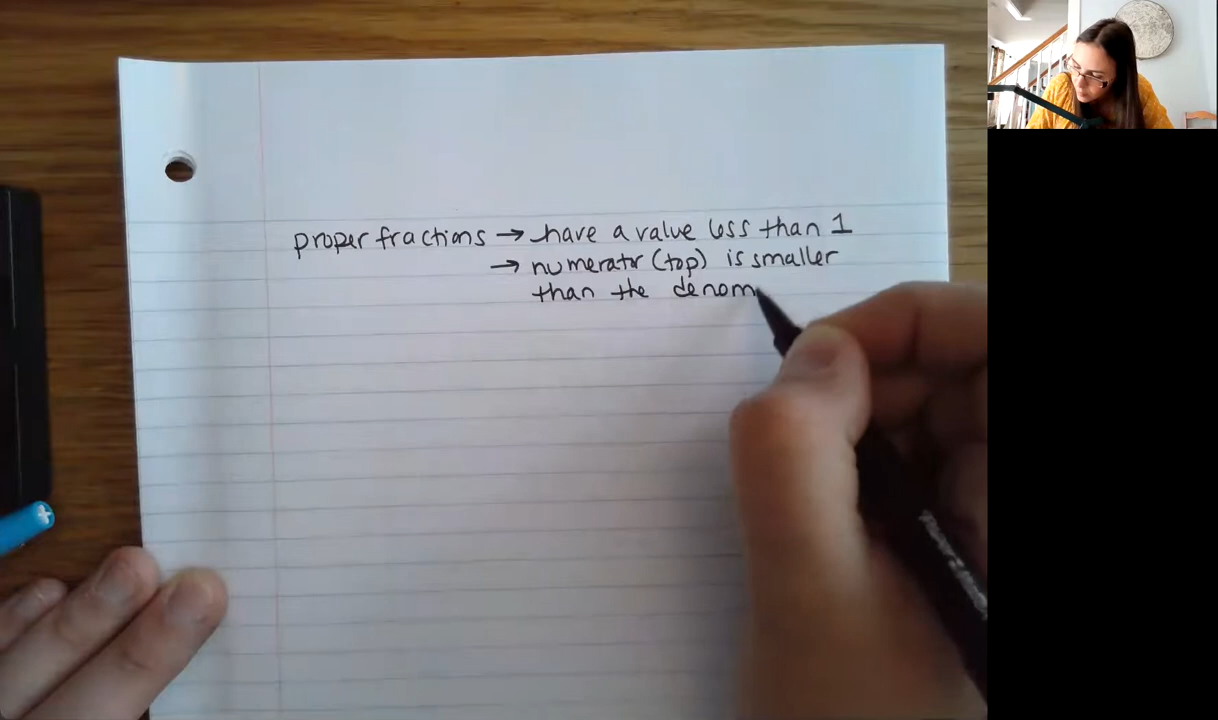 proper fractions → have a value less than 1
→ numerator (top) is smaller
than the denom